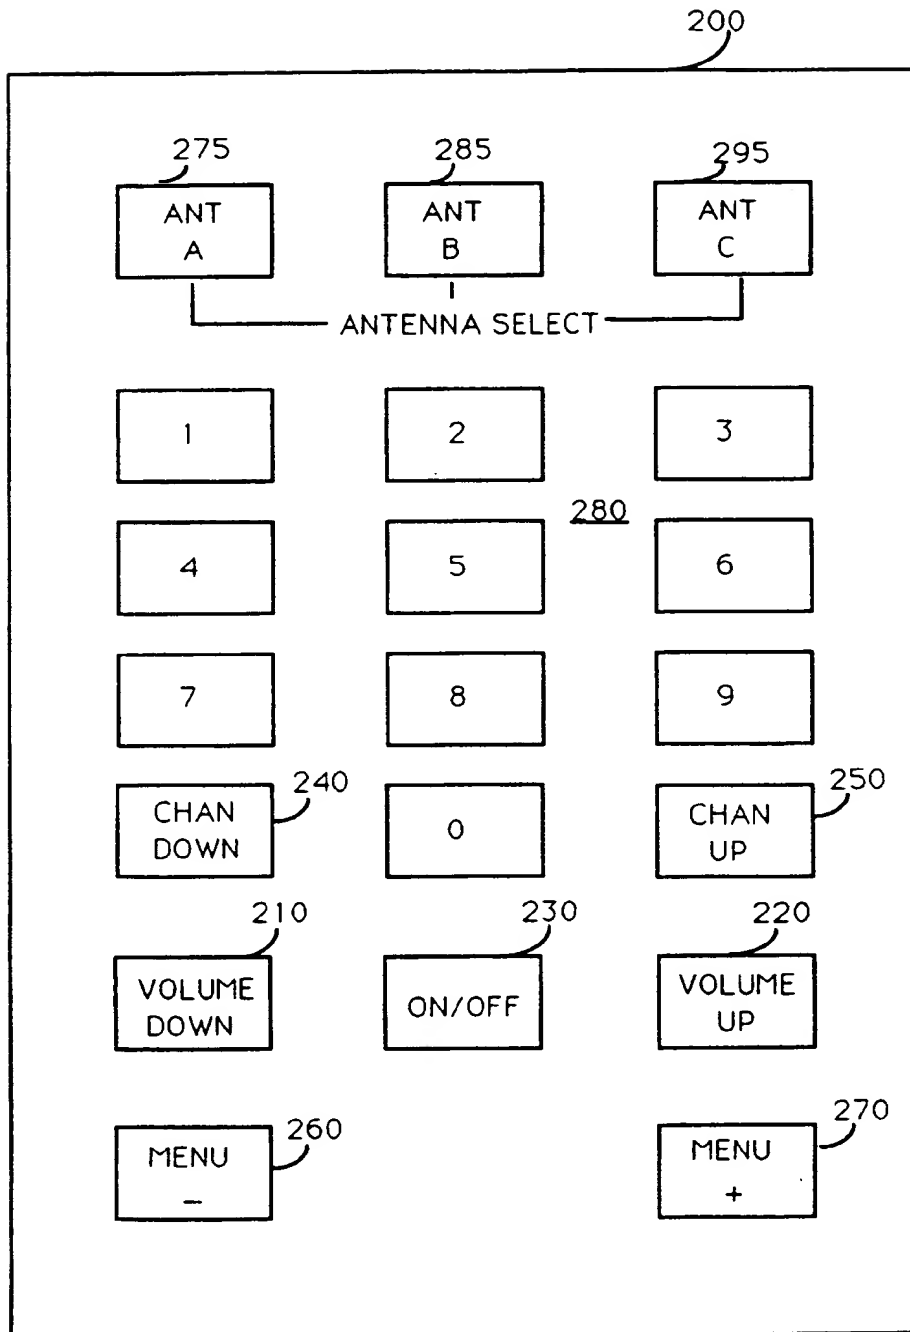 200
275
285
295
ANT
A
ANT
B
ANT
C
ANTENNA SELECT
1
2
3
280
4
5
6
7
8
9
240
250
CHAN
DOWN
0
CHAN
UP
210
230
220
VOLUME
DOWN
ON/OFF
VOLUME
UP
260
270
MENU
–
MENU
+